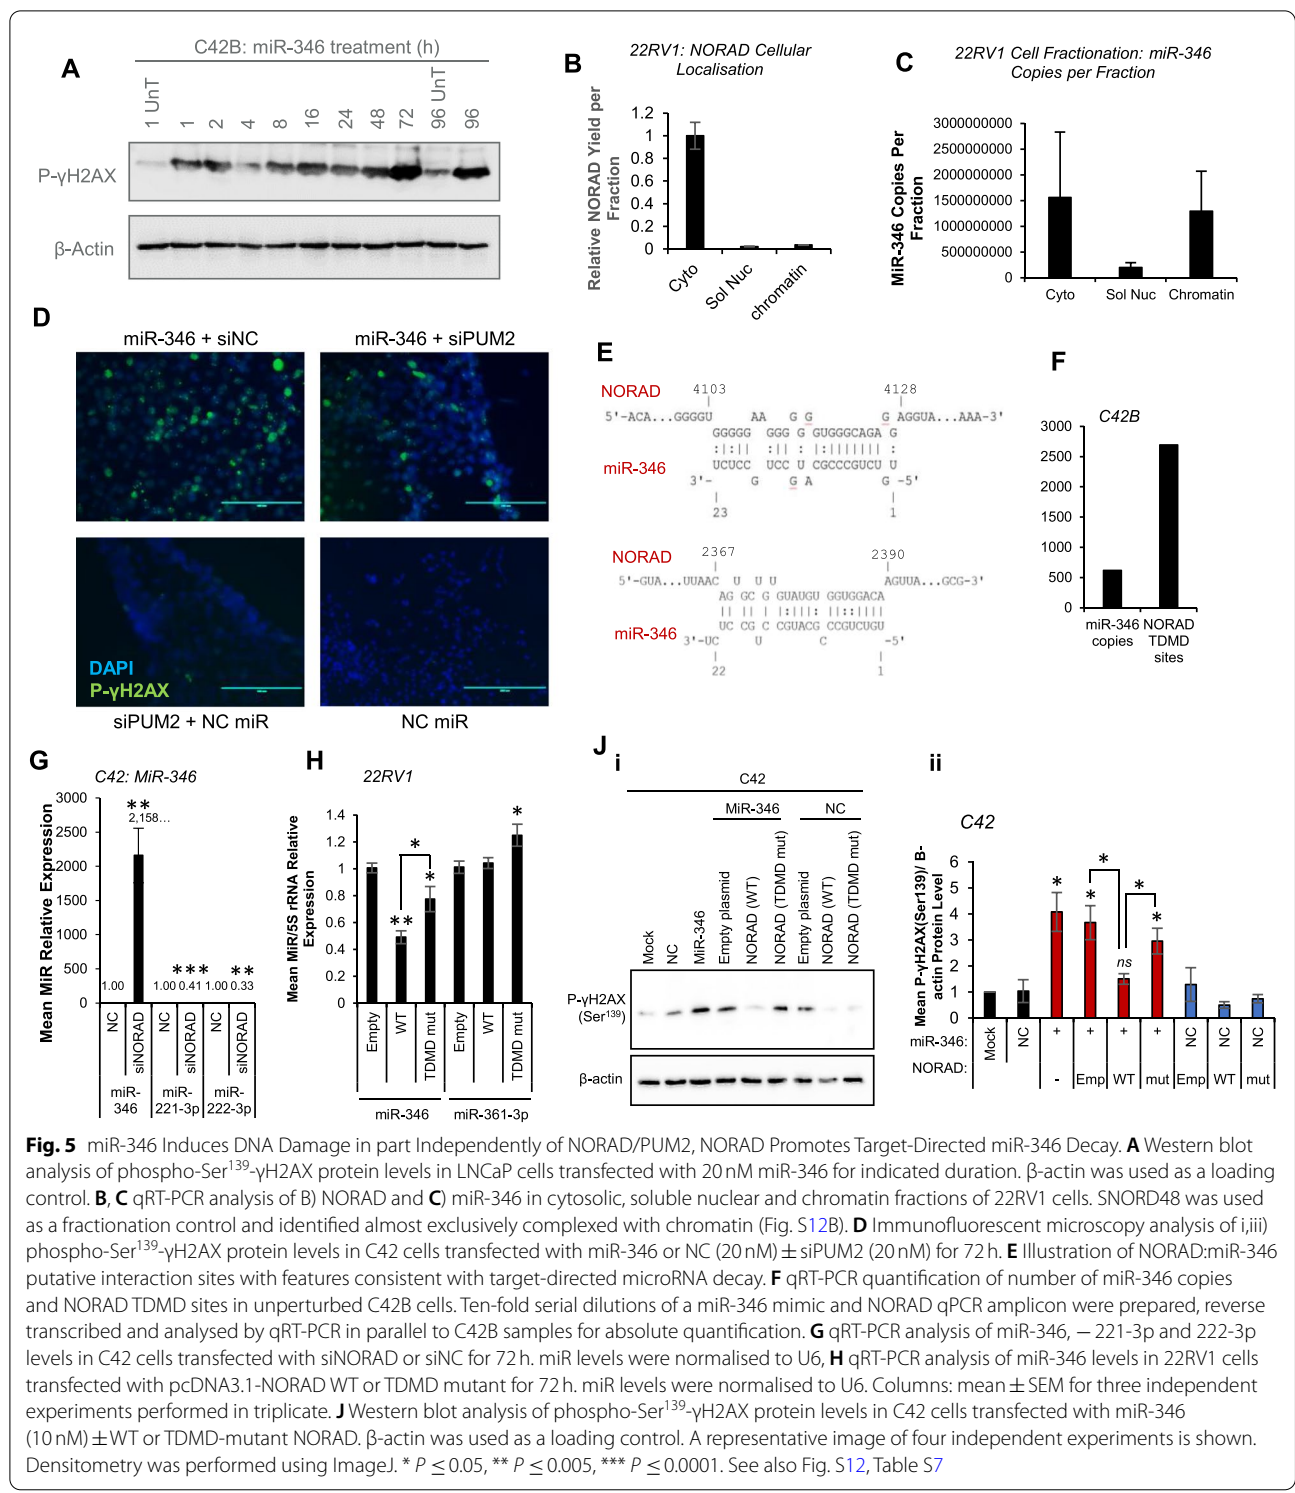 A
C42B: miR-346 treatment (h)
1 UnT
1
2
4
8
16
24
48
72
96 UnT
96
P-γH2AX
β-Actin
B
22RV1: NORAD Cellular
Localisation
Relative NORAD Yield per
Fraction
1.2
1
0.8
0.6
0.4
0.2
0
Cyto
Sol Nuc
chromatin
C
22RV1 Cell Fractionation: miR-346
Copies per Fraction
MiR-346 Copies Per
Fraction
3000000000
2500000000
2000000000
1500000000
1000000000
500000000
0
Cyto Sol Nuc Chromatin
D
miR-346 + siNC
miR-346 + siPUM2
DAPI
P-γH2AX
siPUM2 + NC miR
NC miR
E
NORAD 4103 4128
5'-ACA...GGGGU AA G G G AGGUA...AAA-3'
GGGGG GGG G GUGGGCAGA G
miR-346 UCUCC UCC U CGCCCGUCU U
3'- G G A G -5'
23 1
NORAD 2367 2390
5'-GUA...UUAAC U U U AGUUA...GCG-3'
AG GC G GUAUGU GGUGGACA
miR-346 UC CG C CGUACG CCGUCUGU
3'-UC U C -5'
22 1
F
C42B
3000
2500
2000
1500
1000
500
0
miR-346 NORAD
copies TDMD
sites
G
C42: MiR-346
Mean MiR Relative Expression
3000
2500
2000
1500
1000
500
0
**
2,158...
*** **
1.00 1.00 0.41 1.00 0.33
NC
siNORAD
NC
siNORAD
NC
siNORAD
miR- miR- miR-
346 221-3p 222-3p
H
22RV1
Mean MiR/5S rRNA Relative
Expression
1.4
1.2
1
0.8
0.6
0.4
0.2
0
*
**
*
*
Empty
WT
TDMD mut
Empty
WT
TDMD mut
miR-346 miR-361-3p
J
i
C42
MiR-346 NC
Mock
NC
MiR-346
Empty plasmid
NORAD (WT)
NORAD (TDMD mut)
Empty plasmid
NORAD (WT)
NORAD (TDMD mut)
P-γH2AX
(Ser139)
β-actin
ii
C42
Mean P-γH2AX(Ser139)/ B-
actin Protein Level
6
5
4
3
2
1
0
*
*
*
*
*
ns
miR-346: Mock NC + + + + NC NC NC
NORAD: - Emp WT mut Emp WT mut
Fig. 5 miR-346 Induces DNA Damage in part Independently of NORAD/PUM2, NORAD Promotes Target-Directed miR-346 Decay. A Western blot
analysis of phospho-Ser139-γH2AX protein levels in LNCaP cells transfected with 20 nM miR-346 for indicated duration. β-actin was used as a loading
control. B, C qRT-PCR analysis of B) NORAD and C) miR-346 in cytosolic, soluble nuclear and chromatin fractions of 22RV1 cells. SNORD48 was used
as a fractionation control and identified almost exclusively complexed with chromatin (Fig. S12B). D Immunofluorescent microscopy analysis of i,iii)
phospho-Ser139-γH2AX protein levels in C42 cells transfected with miR-346 or NC (20 nM) ± siPUM2 (20 nM) for 72 h. E Illustration of NORAD:miR-346
putative interaction sites with features consistent with target-directed microRNA decay. F qRT-PCR quantification of number of miR-346 copies
and NORAD TDMD sites in unperturbed C42B cells. Ten-fold serial dilutions of a miR-346 mimic and NORAD qPCR amplicon were prepared, reverse
transcribed and analysed by qRT-PCR in parallel to C42B samples for absolute quantification. G qRT-PCR analysis of miR-346, − 221-3p and 222-3p
levels in C42 cells transfected with siNORAD or siNC for 72 h. miR levels were normalised to U6, H qRT-PCR analysis of miR-346 levels in 22RV1 cells
transfected with pcDNA3.1-NORAD WT or TDMD mutant for 72 h. miR levels were normalised to U6. Columns: mean ± SEM for three independent
experiments performed in triplicate. J Western blot analysis of phospho-Ser139-γH2AX protein levels in C42 cells transfected with miR-346
(10 nM) ± WT or TDMD-mutant NORAD. β-actin was used as a loading control. A representative image of four independent experiments is shown.
Densitometry was performed using ImageJ. * P ≤ 0.05, ** P ≤ 0.005, *** P ≤ 0.0001. See also Fig. S12, Table S7